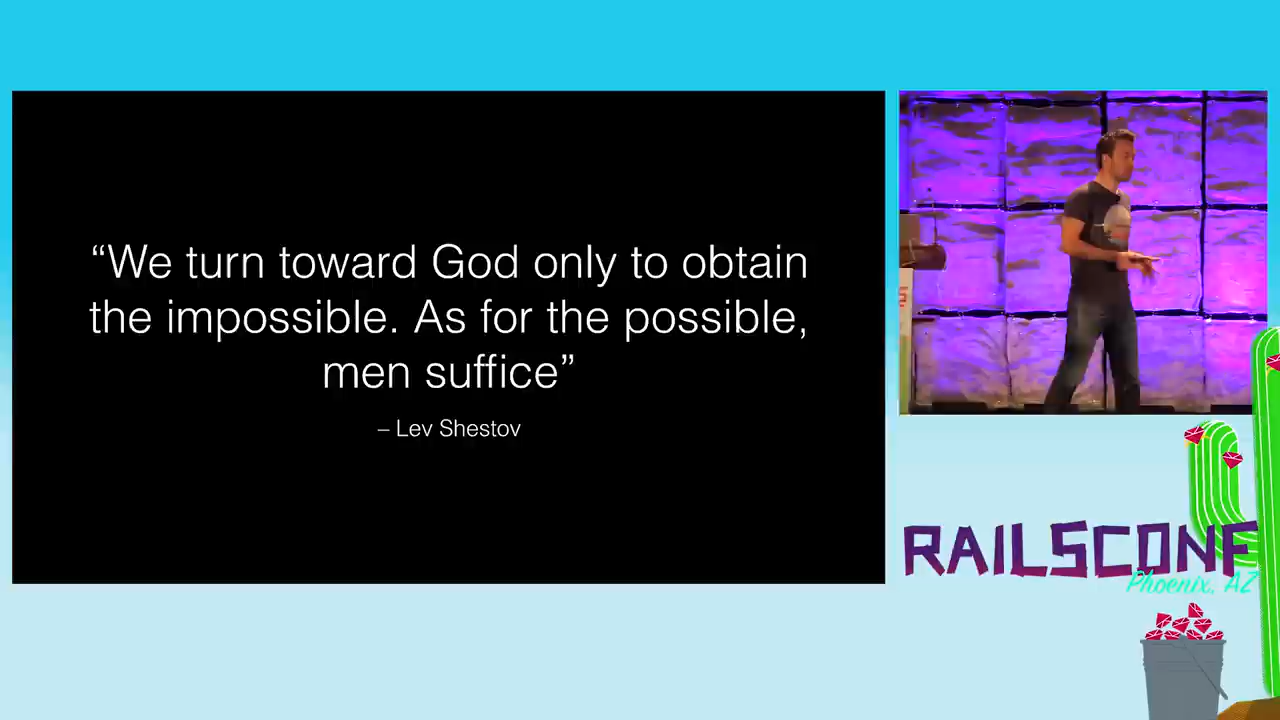 “We turn toward God only to obtain
the impossible. As for the possible,
men suffice”
– Lev Shestov
RAILSCONF
Phoenix, AZ